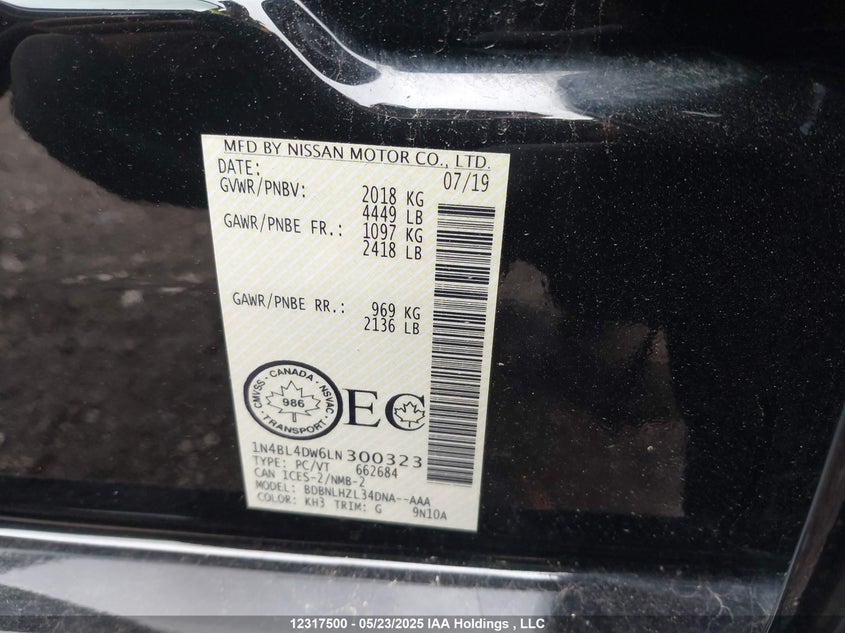 MFD BY NISSAN MOTOR CO., LTD.
DATE: 07/19
GVWR/PNBV: 2018 KG
4449 LB
GAWR/PNBE FR.: 1097 KG
2418 LB
GAWR/PNBE RR.: 969 KG
2136 LB
CMVSS · CANADA · NSVAC
986
TRANSPORT
EC
1N4BL4DW6LN300323
TYPE: PC/VT 662684
CAN ICES-2/NMB-2
MODEL: BDBNLHZL34DNA--AAA
COLOR: KH3 TRIM: G 9N10A
12317500 - 05/23/2025 IAA Holdings , LLC